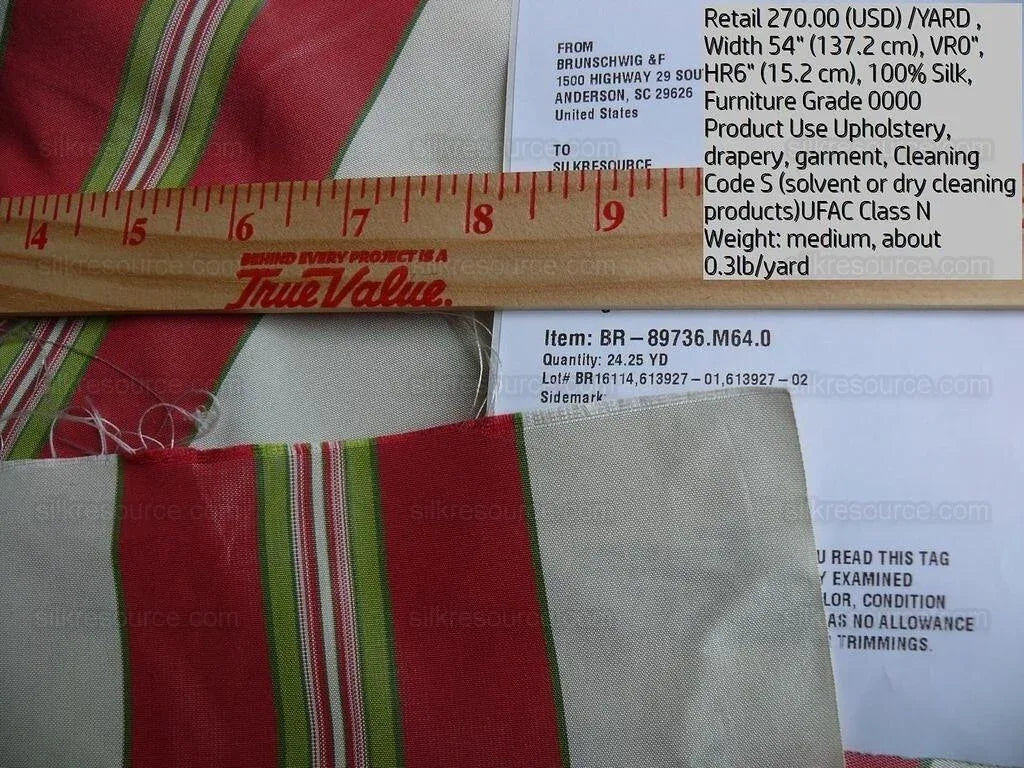 Retail 270.00 (USD) /YARD ,
Width 54" (137.2 cm), VR0",
HR6" (15.2 cm), 100% Silk,
Furniture Grade 0000
Product Use Upholstery,
drapery, garment, Cleaning
Code S (solvent or dry cleaning
products)UFAC Class N
Weight: medium, about
0.3lb/yard
FROM
BRUNSCHWIG &F
1500 HIGHWAY 29 SOU
ANDERSON, SC 29626
United States
TO
SILKRESOURCE
4 5 6 7 8 9
BEHIND EVERY PROJECT IS A
True Value.
Item: BR-89736.M64.0
Quantity: 24.25 YD
Lot# BR16114,613927-01,613927-02
Sidemark:
U READ THIS TAG
Y EXAMINED
LOR, CONDITION
AS NO ALLOWANCE
TRIMMINGS.
silkresource.com